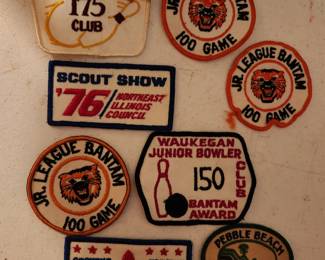 175
CLUB
JR. LEAGUE BANTAM
100 GAME
JR. LEAGUE BANTAM
100 GAME
SCOUT SHOW
'76 NORTHEAST
ILLINOIS
COUNCIL
JR. LEAGUE BANTAM
100 GAME
WAUKEGAN
JUNIOR BOWLER
150
CLUB
BANTAM
AWARD
PEBBLE BEACH